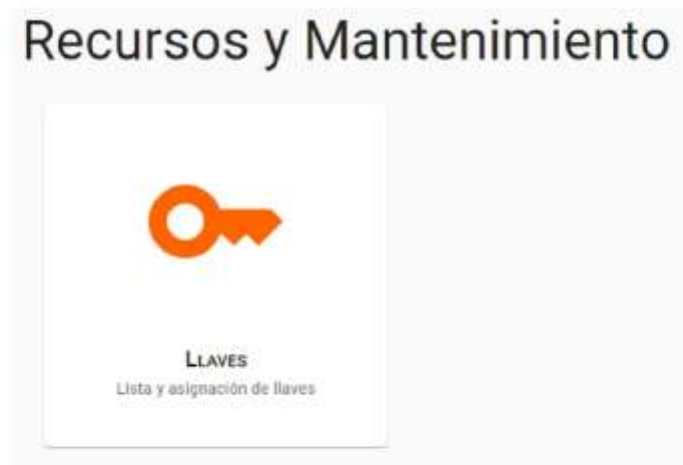 Recursos y Mantenimiento
Llaves
Lista y asignación de llaves